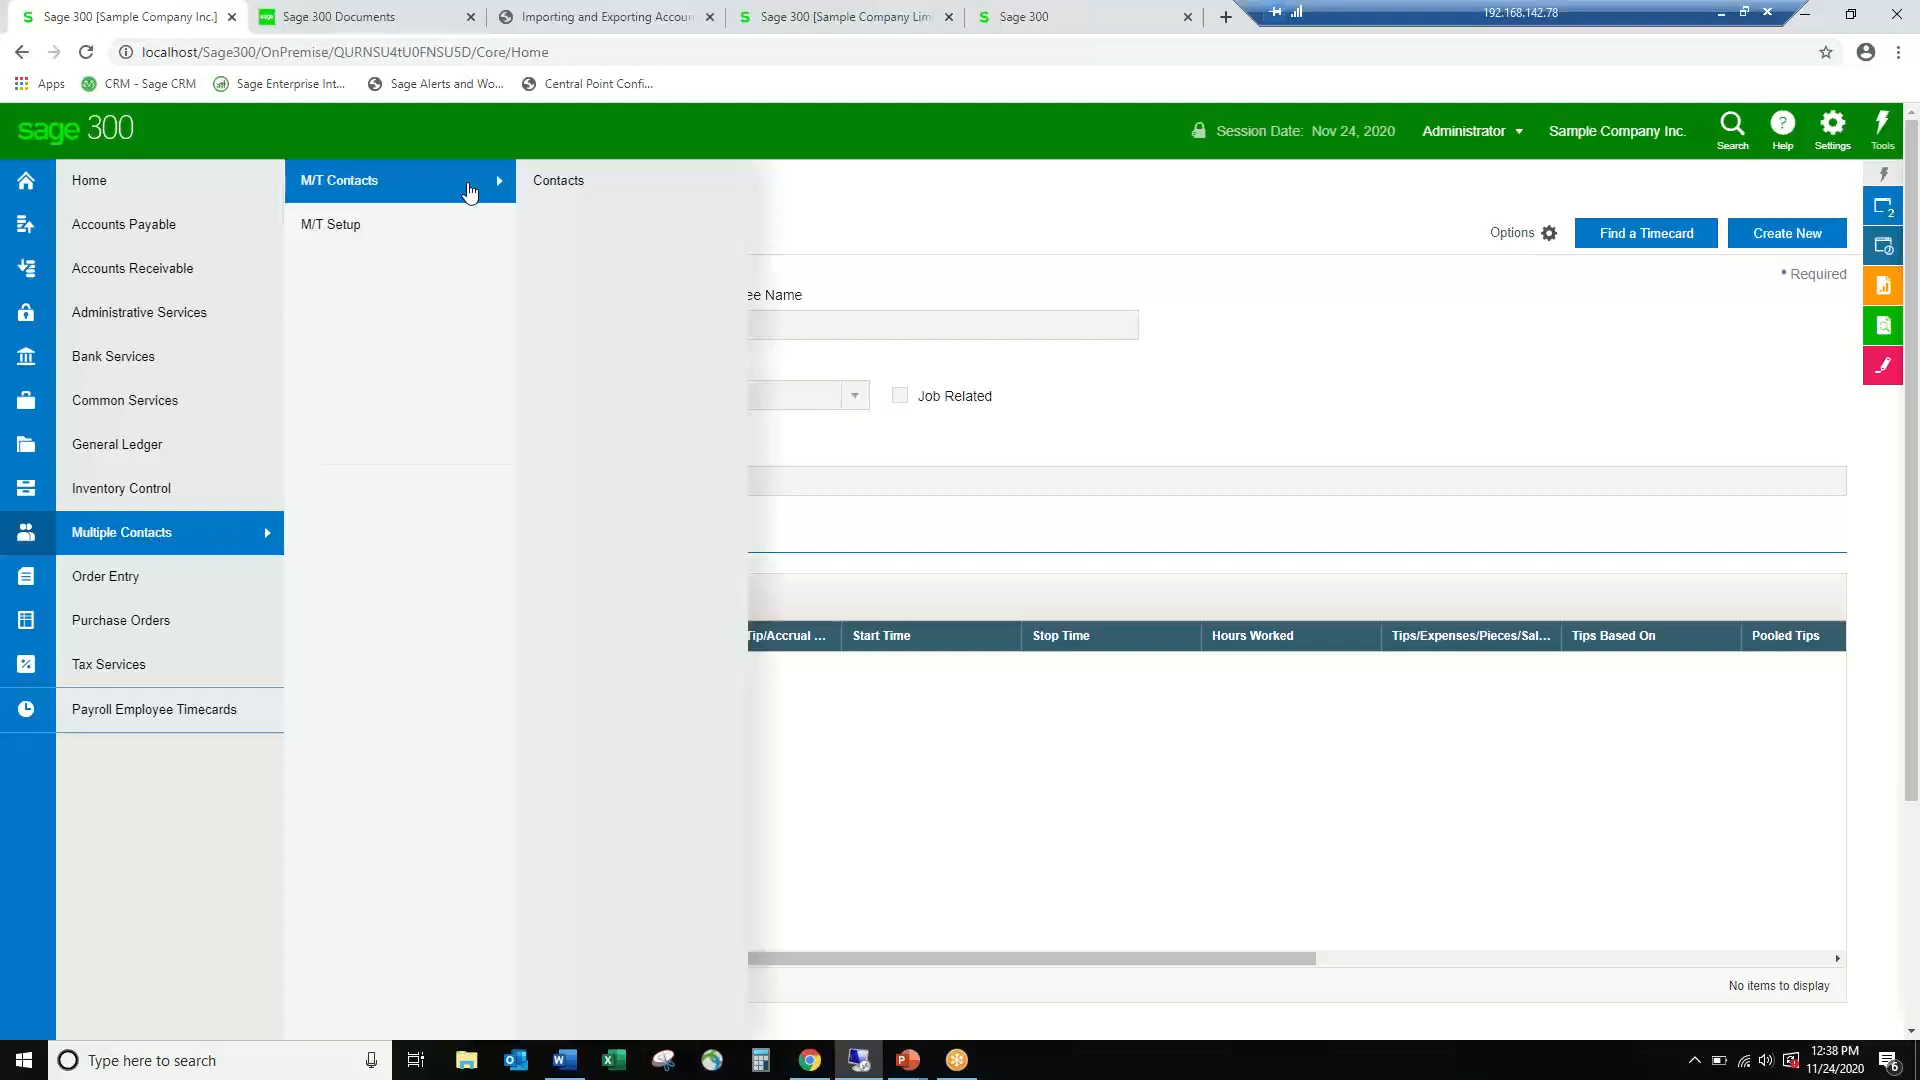 Sage 300 [Sample Company Inc.]
Sage 300 Documents
Importing and Exporting Accoun
Sage 300 [Sample Company Lim
Sage 300
192.168.142.78
localhost/Sage300/OnPremise/QURNSU4tU0FNSU5D/Core/Home
Apps
CRM - Sage CRM
Sage Enterprise Int...
Sage Alerts and Wo...
Central Point Confi...
sage 300
Session Date: Nov 24, 2020
Administrator
Sample Company Inc.
Search
Help
Settings
Tools
Home
Accounts Payable
Accounts Receivable
Administrative Services
Bank Services
Common Services
General Ledger
Inventory Control
Multiple Contacts
Order Entry
Purchase Orders
Tax Services
Payroll Employee Timecards
M/T Contacts
M/T Setup
Contacts
Options
Find a Timecard
Create New
* Required
ee Name
Job Related
Tip/Accrual ...
Start Time
Stop Time
Hours Worked
Tips/Expenses/Pieces/Sal...
Tips Based On
Pooled Tips
No items to display
2
Type here to search
12:38 PM
11/24/2020
6